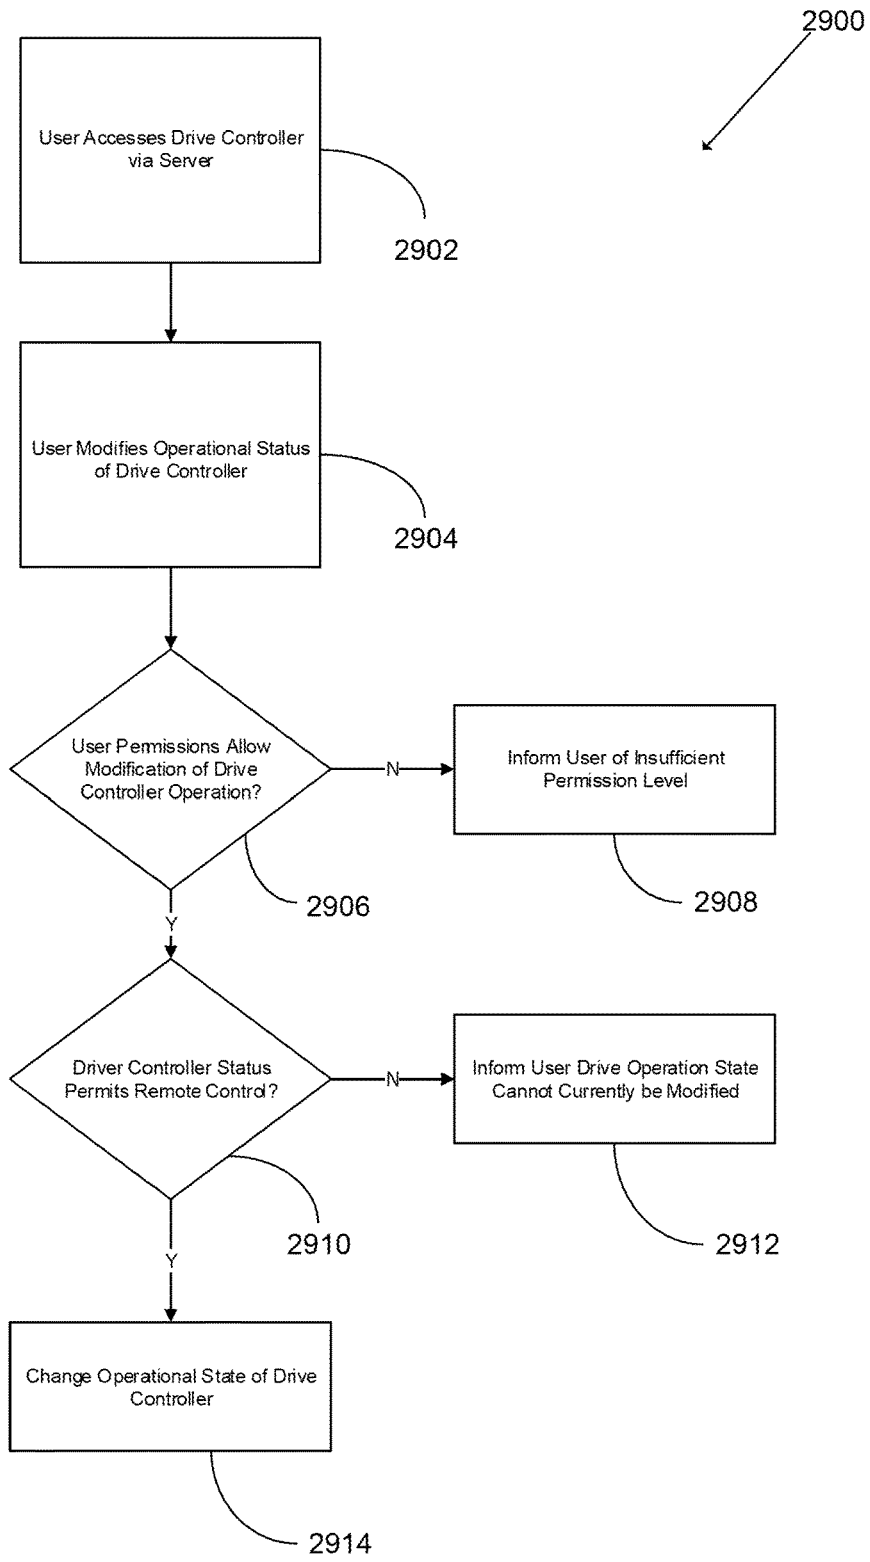 2900
User Accesses Drive Controller
via Server
2902
User Modifies Operational Status
of Drive Controller
2904
User Permissions Allow
Modification of Drive
Controller Operation?
N
Inform User of Insufficient
Permission Level
2906
2908
Y
Driver Controller Status
Permits Remote Control?
N
Inform User Drive Operation State
Cannot Currently be Modified
2910
2912
Y
Change Operational State of Drive
Controller
2914